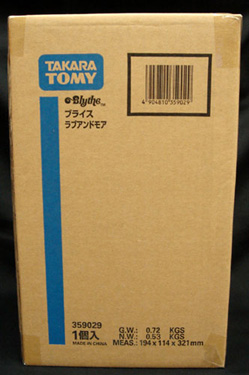 TAKARA
TOMY
4 904810 359029
Blythe™
ブライス
ラブアンドモア
359029
1個入
MADE IN CHINA
G.W.: 0.72 KGS
N.W.: 0.53 KGS
MEAS.: 194 x 114 x 321mm